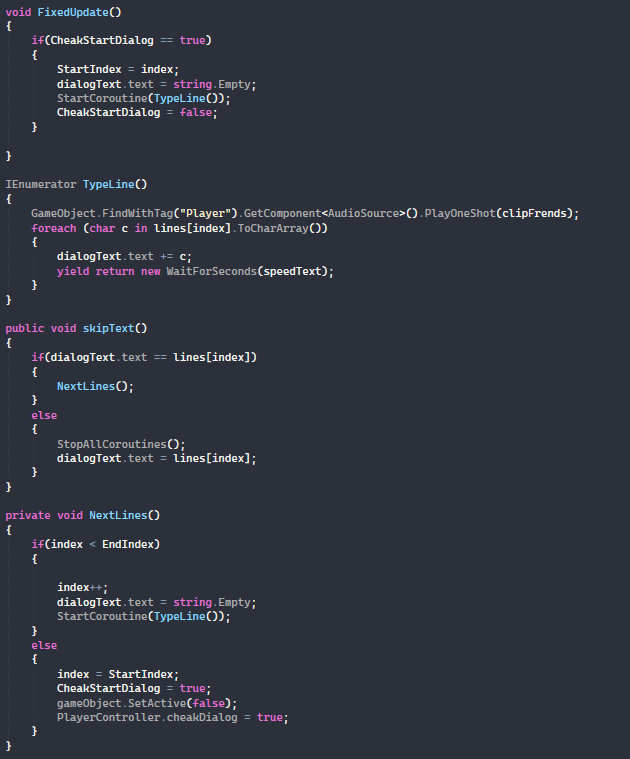 void FixedUpdate()
{
if(CheakStartDialog == true)
{
StartIndex = index;
dialogText.text = string.Empty;
StartCoroutine(TypeLine());
CheakStartDialog = false;
}
}
IEnumerator TypeLine()
{
GameObject.FindWithTag("Player").GetComponent<AudioSource>().PlayOneShot(clipFrends);
foreach (char c in lines[index].ToCharArray())
{
dialogText.text += c;
yield return new WaitForSeconds(speedText);
}
}
public void skipText()
{
if(dialogText.text == lines[index])
{
NextLines();
}
else
{
StopAllCoroutines();
dialogText.text = lines[index];
}
}
private void NextLines()
{
if(index < EndIndex)
{
index++;
dialogText.text = string.Empty;
StartCoroutine(TypeLine());
}
else
{
index = StartIndex;
CheakStartDialog = true;
gameObject.SetActive(false);
PlayerController.cheakDialog = true;
}
}